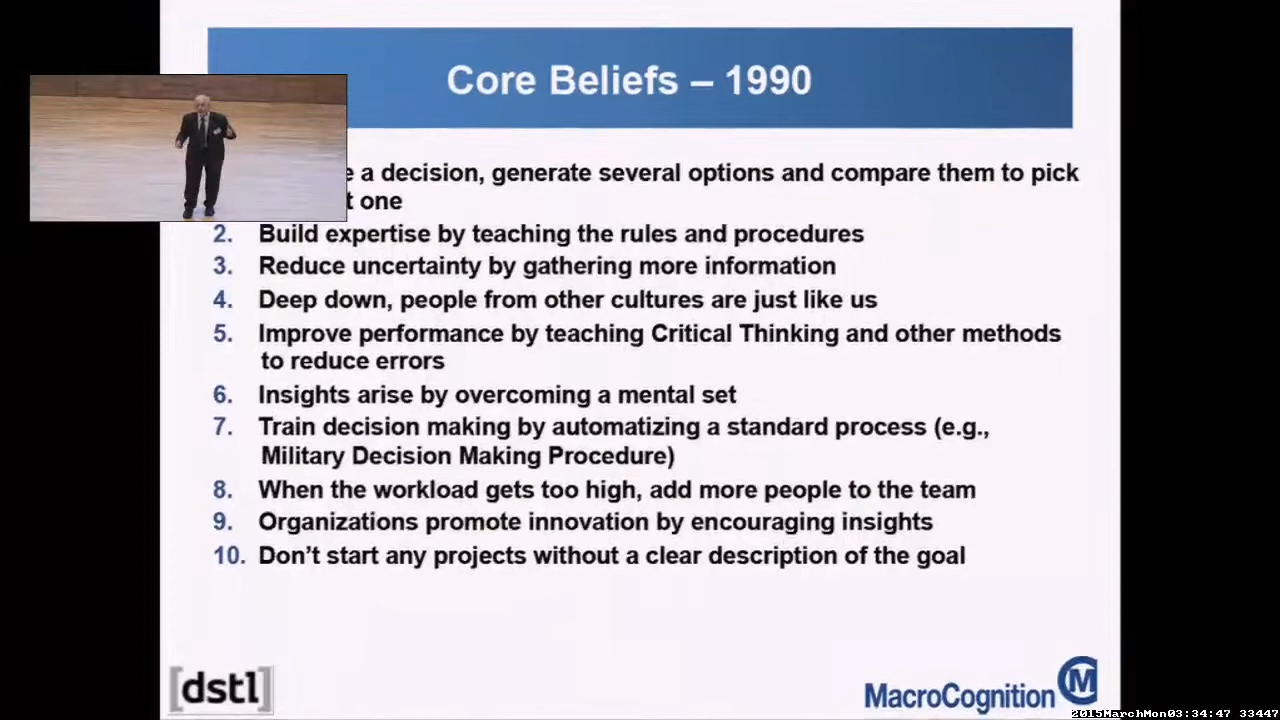 Core Beliefs – 1990
e a decision, generate several options and compare them to pick
t one
2. Build expertise by teaching the rules and procedures
3. Reduce uncertainty by gathering more information
4. Deep down, people from other cultures are just like us
5. Improve performance by teaching Critical Thinking and other methods
to reduce errors
6. Insights arise by overcoming a mental set
7. Train decision making by automatizing a standard process (e.g.,
Military Decision Making Procedure)
8. When the workload gets too high, add more people to the team
9. Organizations promote innovation by encouraging insights
10. Don't start any projects without a clear description of the goal
[dstl]
MacroCognition M
2015MarchMon03:34:47 33447